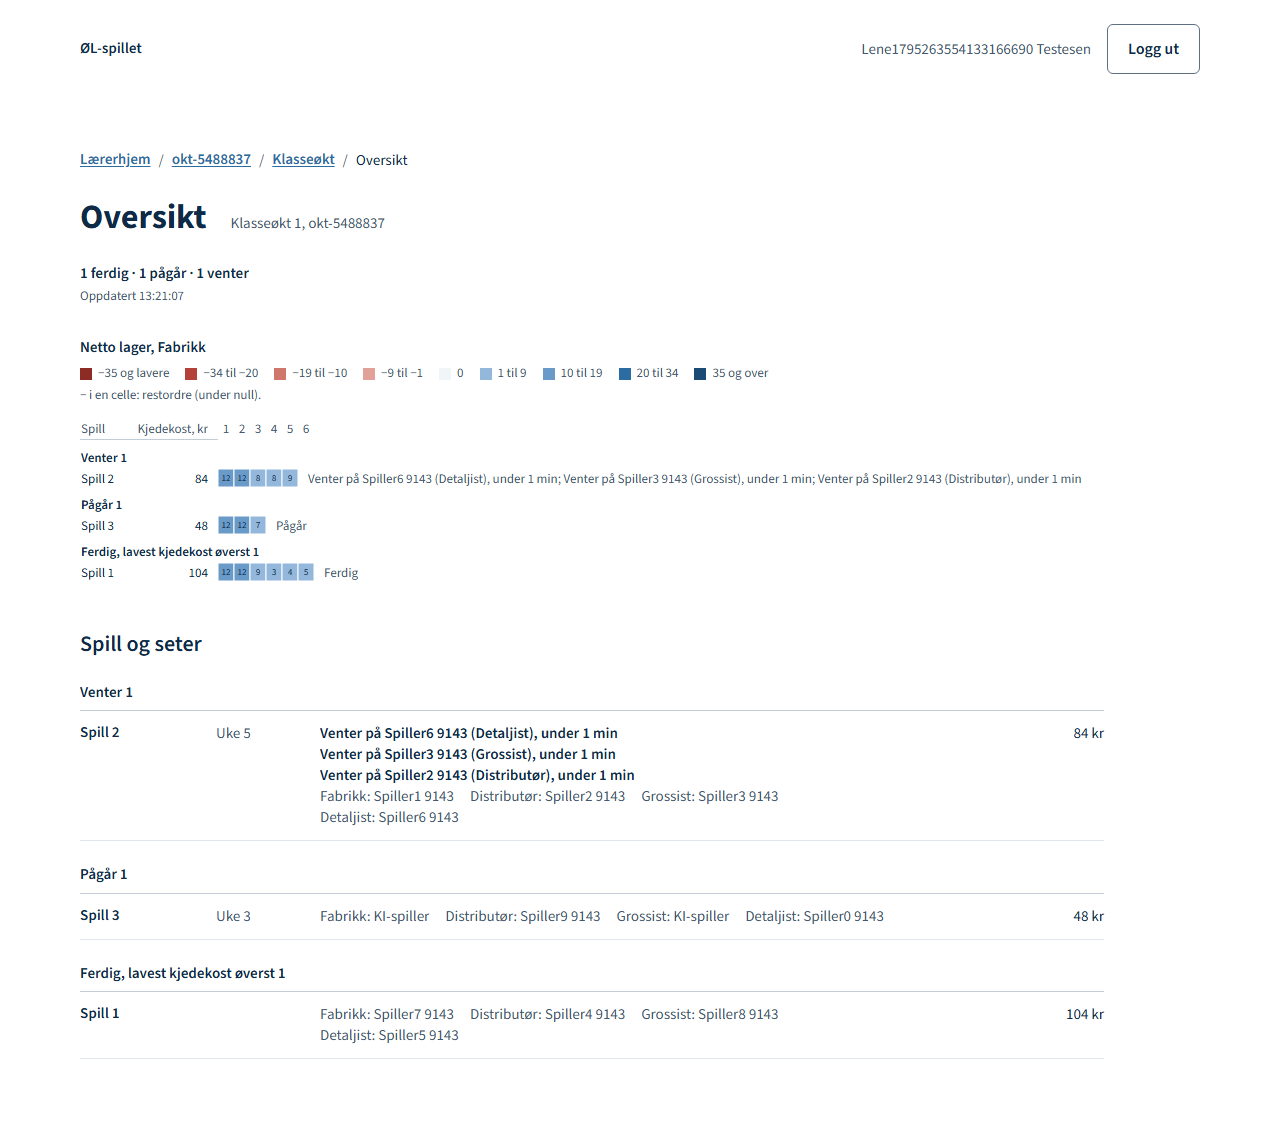 ØL-spillet
Lene1795263554133166690 Testesen
Logg ut
Lærerhjem / okt-5488837 / Klasseøkt / Oversikt
Oversikt Klasseøkt 1, okt-5488837
1 ferdig · 1 pågår · 1 venter
Oppdatert 13:21:07
Netto lager, Fabrikk
−35 og lavere −34 til −20 −19 til −10 −9 til −1 0 1 til 9 10 til 19 20 til 34 35 og over
− i en celle: restordre (under null).
Spill Kjedekost, kr 1 2 3 4 5 6
Venter 1
Spill 2 84 12 12 8 8 9 Venter på Spiller6 9143 (Detaljist), under 1 min; Venter på Spiller3 9143 (Grossist), under 1 min; Venter på Spiller2 9143 (Distributør), under 1 min
Pågår 1
Spill 3 48 12 12 7 Pågår
Ferdig, lavest kjedekost øverst 1
Spill 1 104 12 12 9 3 4 5 Ferdig
Spill og seter
Venter 1
Spill 2 Uke 5 Venter på Spiller6 9143 (Detaljist), under 1 min 84 kr
Venter på Spiller3 9143 (Grossist), under 1 min
Venter på Spiller2 9143 (Distributør), under 1 min
Fabrikk: Spiller1 9143 Distributør: Spiller2 9143 Grossist: Spiller3 9143
Detaljist: Spiller6 9143
Pågår 1
Spill 3 Uke 3 Fabrikk: KI-spiller Distributør: Spiller9 9143 Grossist: KI-spiller Detaljist: Spiller0 9143 48 kr
Ferdig, lavest kjedekost øverst 1
Spill 1 Fabrikk: Spiller7 9143 Distributør: Spiller4 9143 Grossist: Spiller8 9143 104 kr
Detaljist: Spiller5 9143